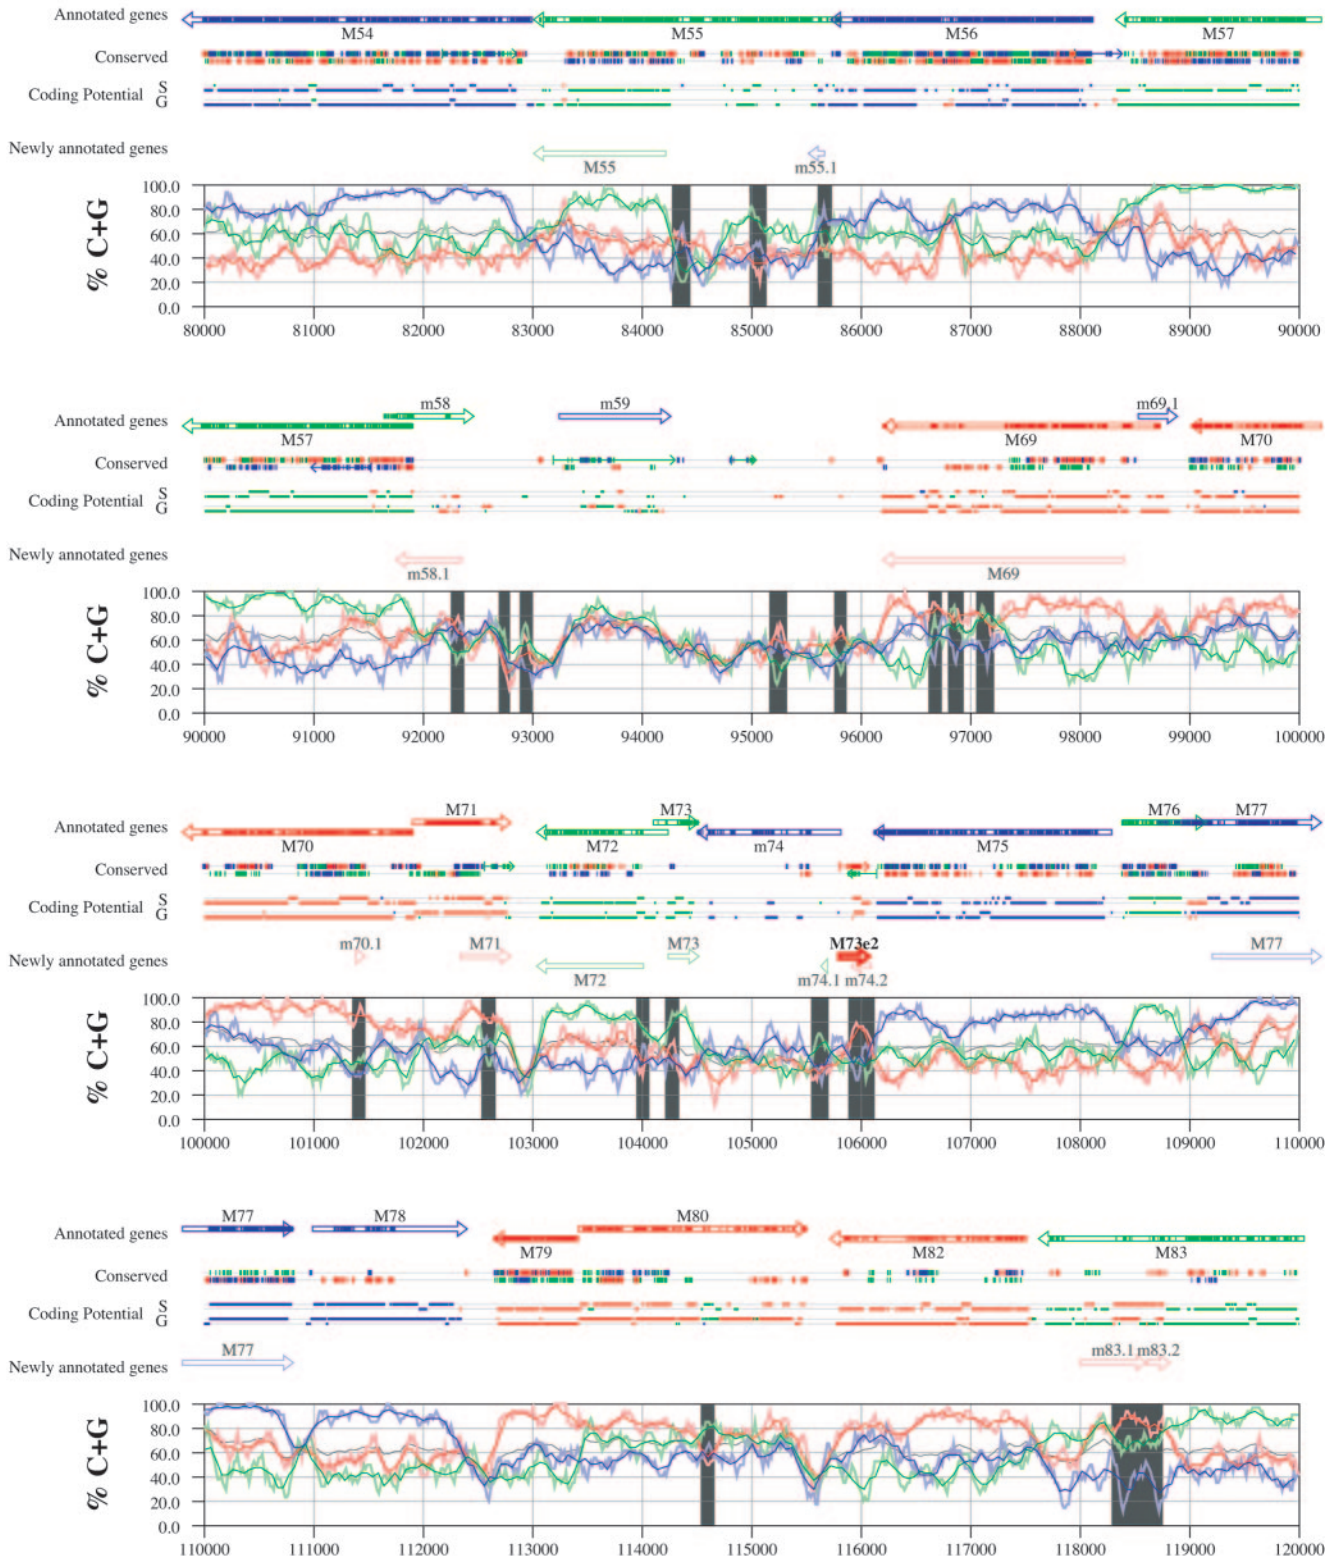 Annotated genes
M54 M55 M56 M57
Conserved
Coding Potential S
G
Newly annotated genes
M55 m55.1
% C+G
100.0
80.0
60.0
40.0
20.0
0.0
80000 81000 82000 83000 84000 85000 86000 87000 88000 89000 90000
m58 m59 m69.1
Annotated genes
M57 M69 M70
Conserved
Coding Potential S
G
Newly annotated genes
m58.1 M69
% C+G
100.0
80.0
60.0
40.0
20.0
0.0
90000 91000 92000 93000 94000 95000 96000 97000 98000 99000 100000
M71 M73 M76 M77
Annotated genes
M70 M72 m74 M75
Conserved
Coding Potential S
G
m70.1 M71 M73 M73e2 M77
Newly annotated genes
M72 m74.1 m74.2
% C+G
100.0
80.0
60.0
40.0
20.0
0.0
100000 101000 102000 103000 104000 105000 106000 107000 108000 109000 110000
M77 M78 M80
Annotated genes
M79 M82 M83
Conserved
Coding Potential S
G
M77 m83.1 m83.2
Newly annotated genes
% C+G
100.0
80.0
60.0
40.0
20.0
0.0
110000 111000 112000 113000 114000 115000 116000 117000 118000 119000 120000